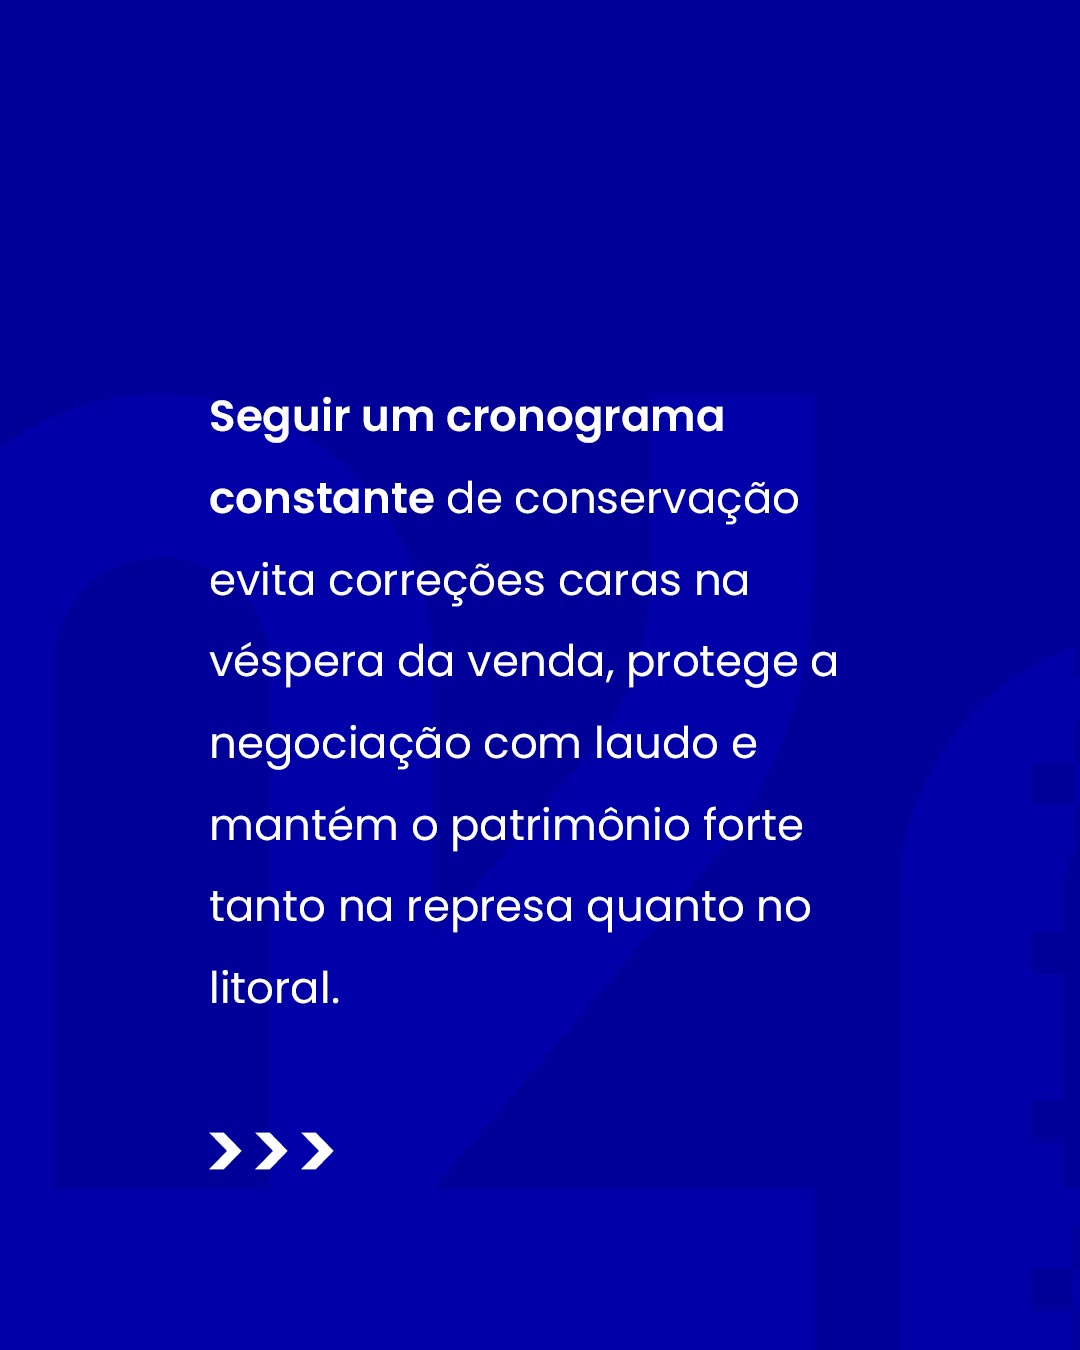 Seguir um cronograma
constante de conservação
evita correções caras na
véspera da venda, protege a
negociação com laudo e
mantém o patrimônio forte
tanto na represa quanto no
litoral.